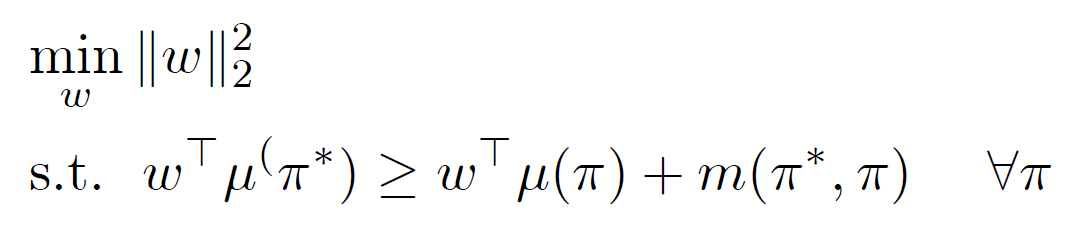 min_w ‖w‖₂²
s.t. w^⊤ μ^(π*) ≥ w^⊤ μ(π) + m(π*, π) ∀π